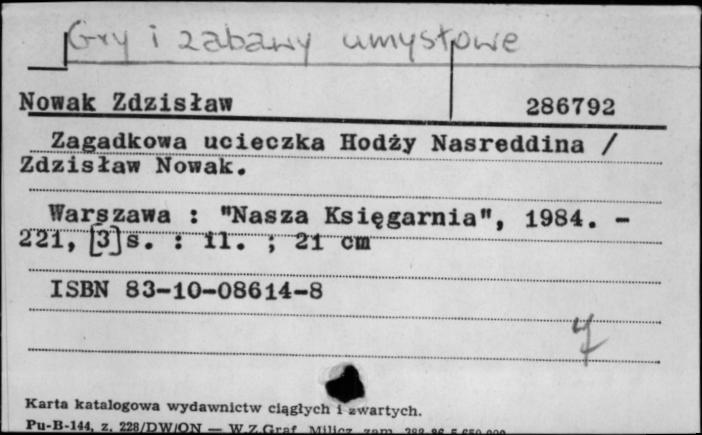 Gry i zabawy umysłowe
Nowak Zdzisław 286792
Zagadkowa ucieczka Hodży Nasreddina /
Zdzisław Nowak.
Warszawa : "Nasza Księgarnia", 1984. -
221, [3] s. : il. ; 21 cm
ISBN 83-10-08614-8
Karta katalogowa wydawnictw ciągłych i zwartych.
Pu-B-144, z. 228/DW/ON — W.Z.Graf. Milicz zam.